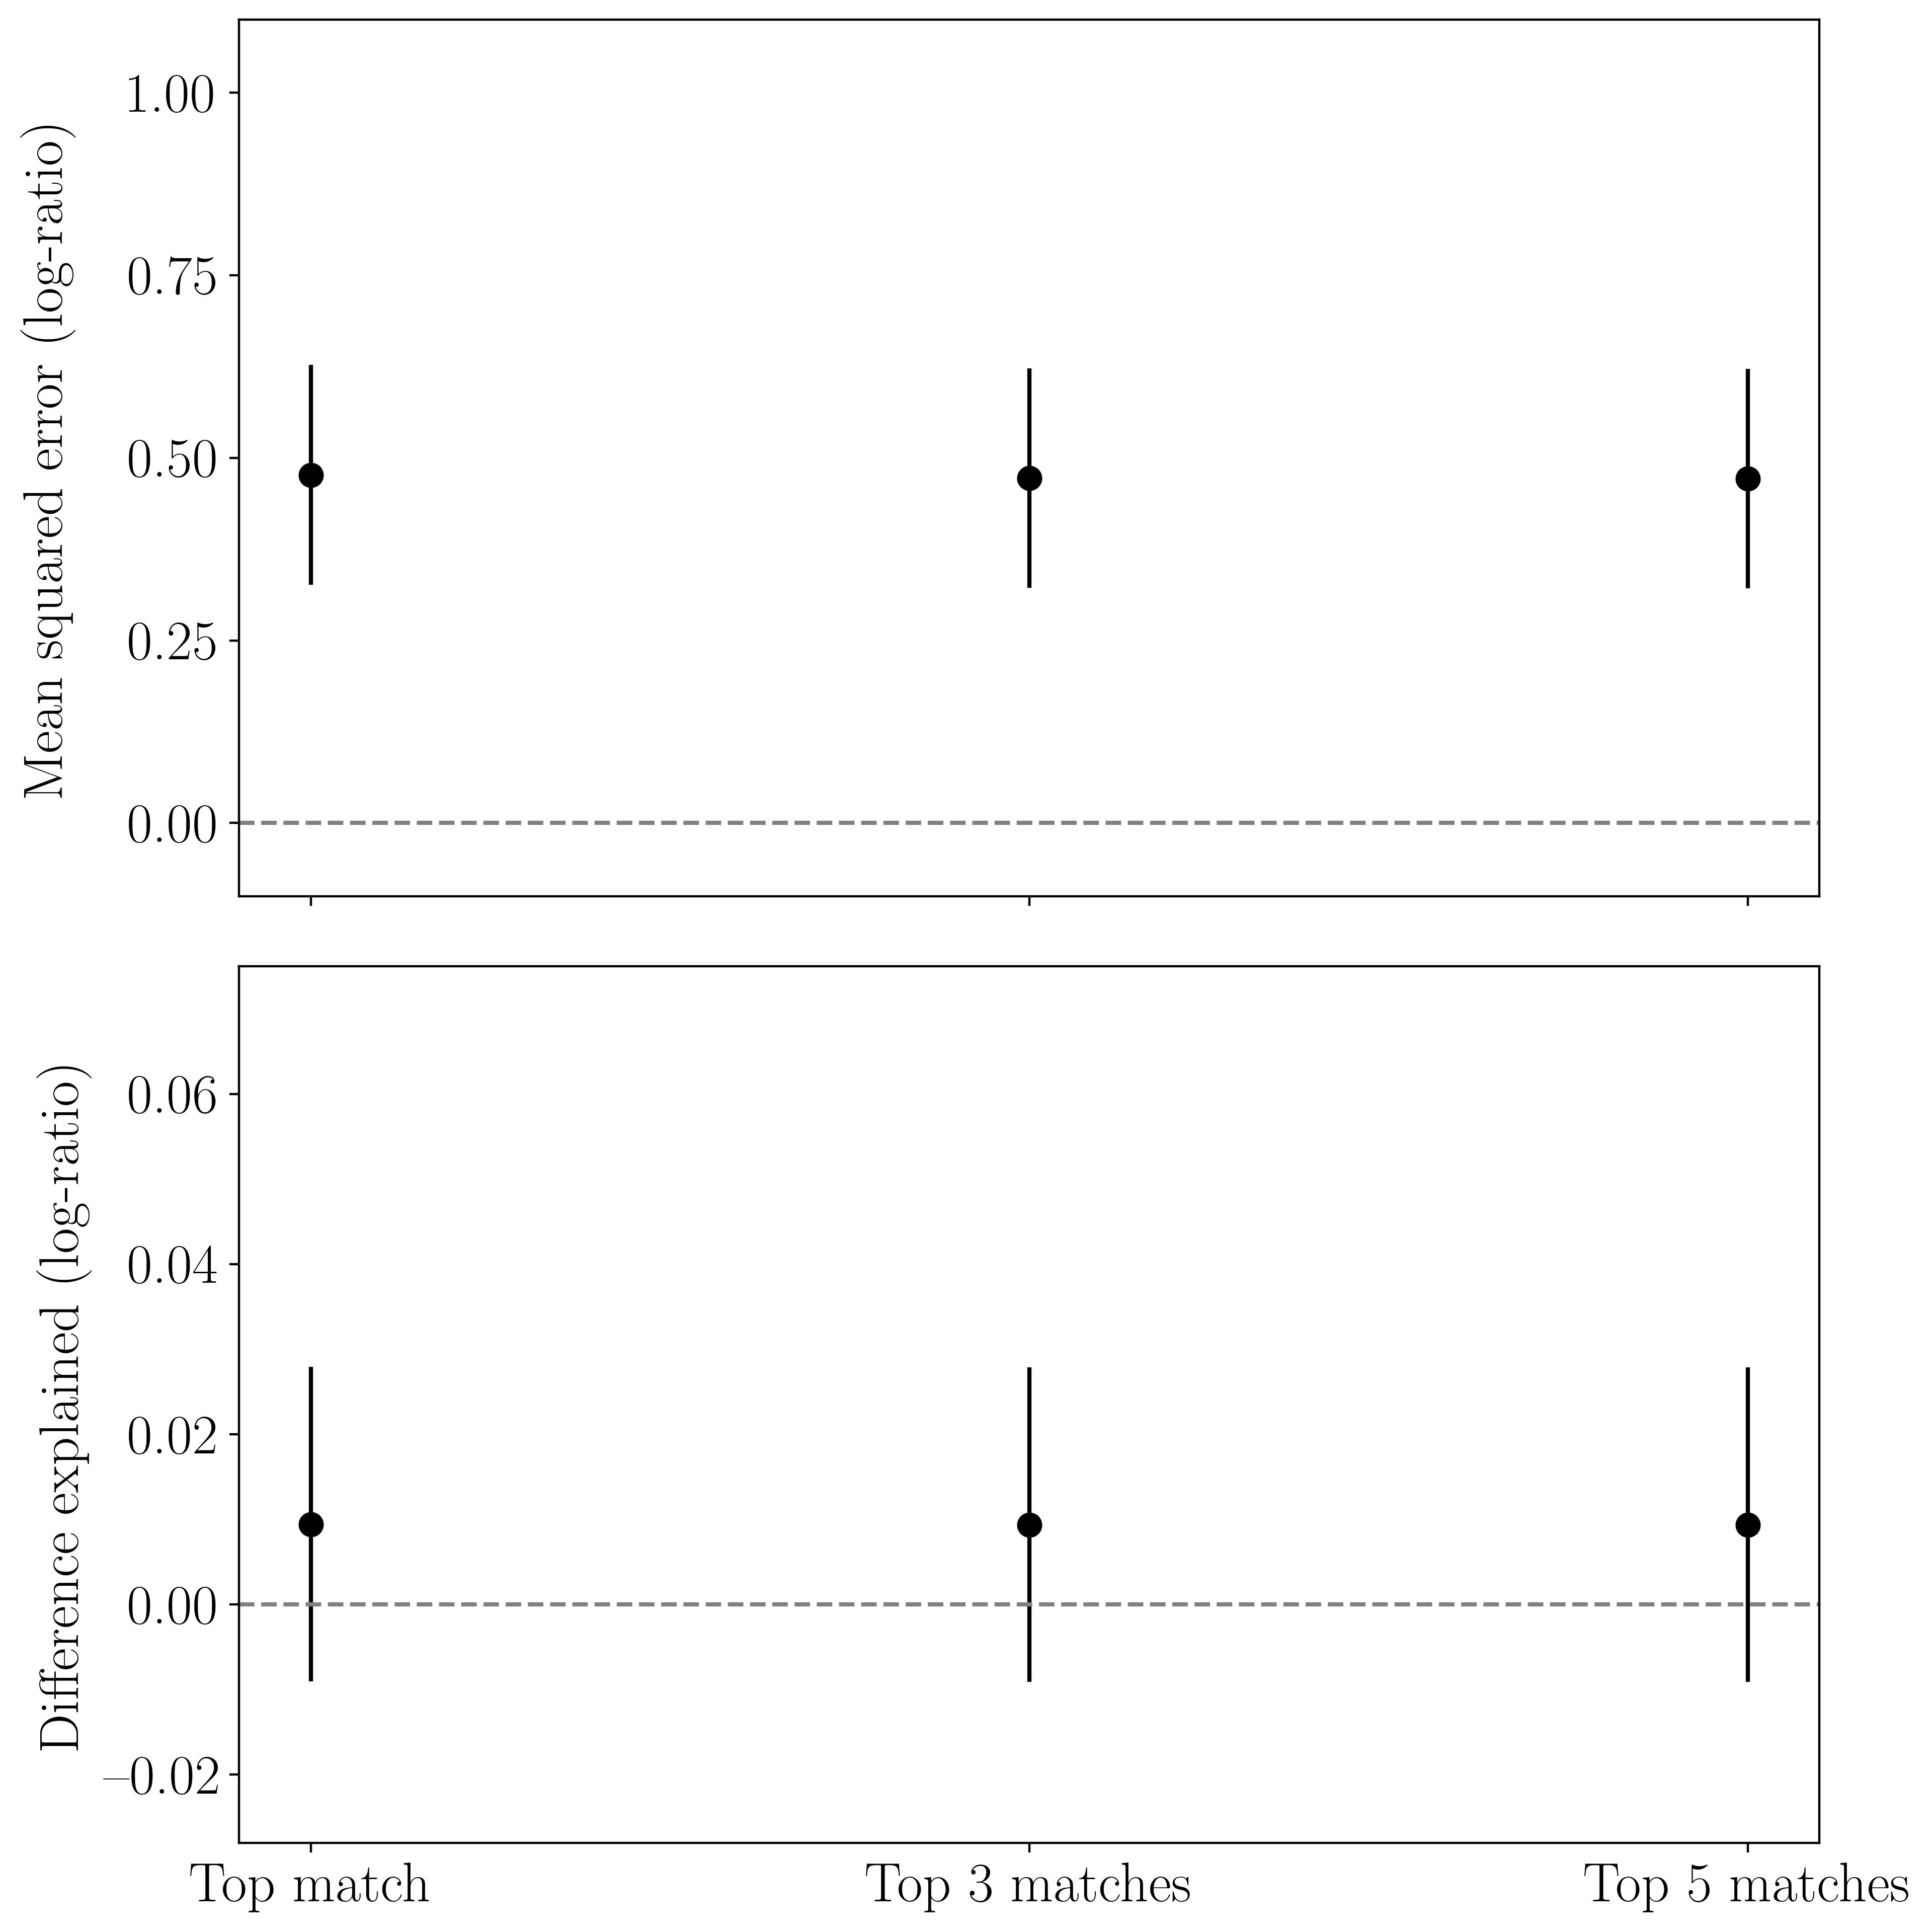 Mean squared error (log-ratio)
1.00
0.75
0.50
0.25
0.00
Difference explained (log-ratio)
0.06
0.04
0.02
0.00
−0.02
Top match
Top 3 matches
Top 5 matches